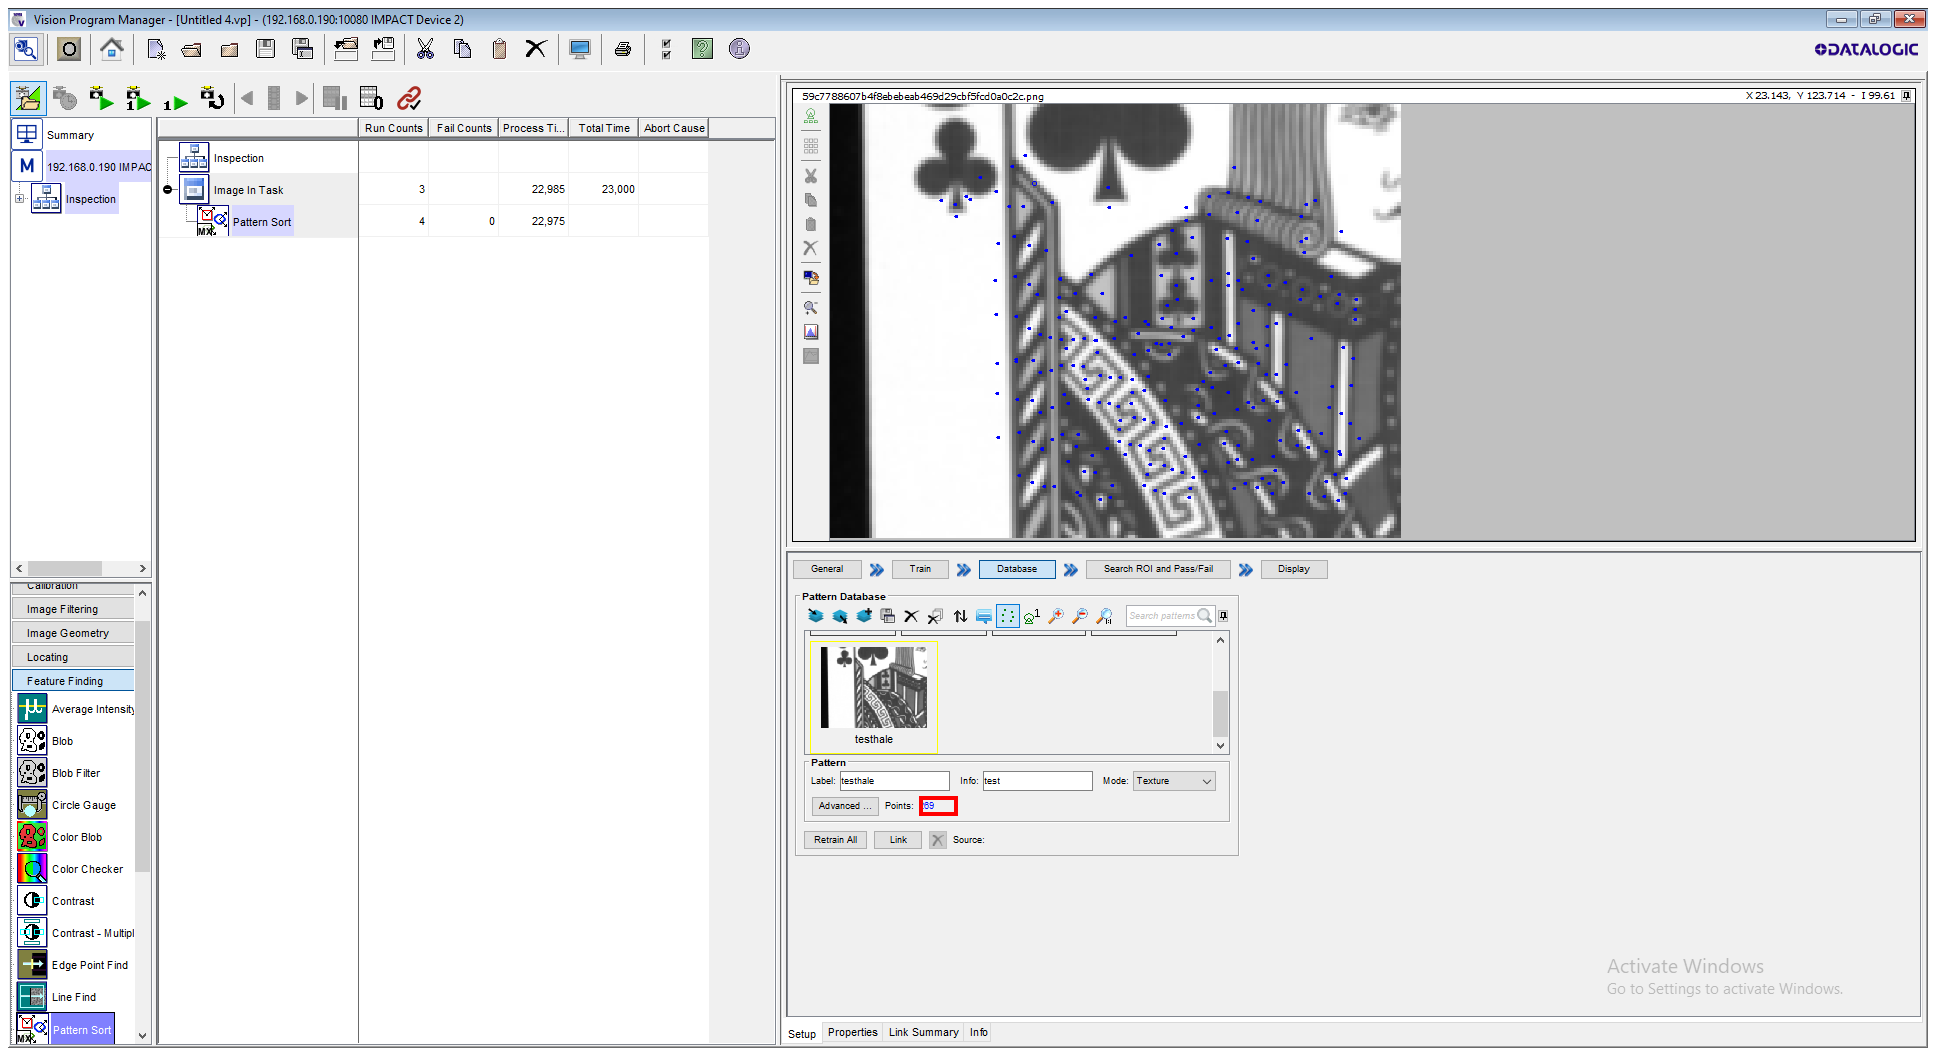 Vision Program Manager - [Untitled 4.vp] - (192.168.0.190:10080 IMPACT Device 2)
DATALOGIC
Summary
M 192.168.0.190 IMPAC
Inspection
Run Counts Fail Counts Process Ti... Total Time Abort Cause
Inspection
Image In Task 3 22,985 23,000
Pattern Sort 4 0 22,975
Calibration
Image Filtering
Image Geometry
Locating
Feature Finding
Average Intensity
Blob
Blob Filter
Circle Gauge
Color Blob
Color Checker
Contrast
Contrast - Multipl
Edge Point Find
Line Find
Pattern Sort
59c7788607b4f8ebebeab469d29cbf5fcd0a0c2c.png
X 23.143, Y 123.714 - I 99.61
General Train Database Search ROI and Pass/Fail Display
Pattern Database
Search patterns
testhale
Pattern
Label: testhale Info: test Mode: Texture
Advanced ... Points:
Retrain All Link Source:
Activate Windows
Go to Settings to activate Windows.
Setup Properties Link Summary Info